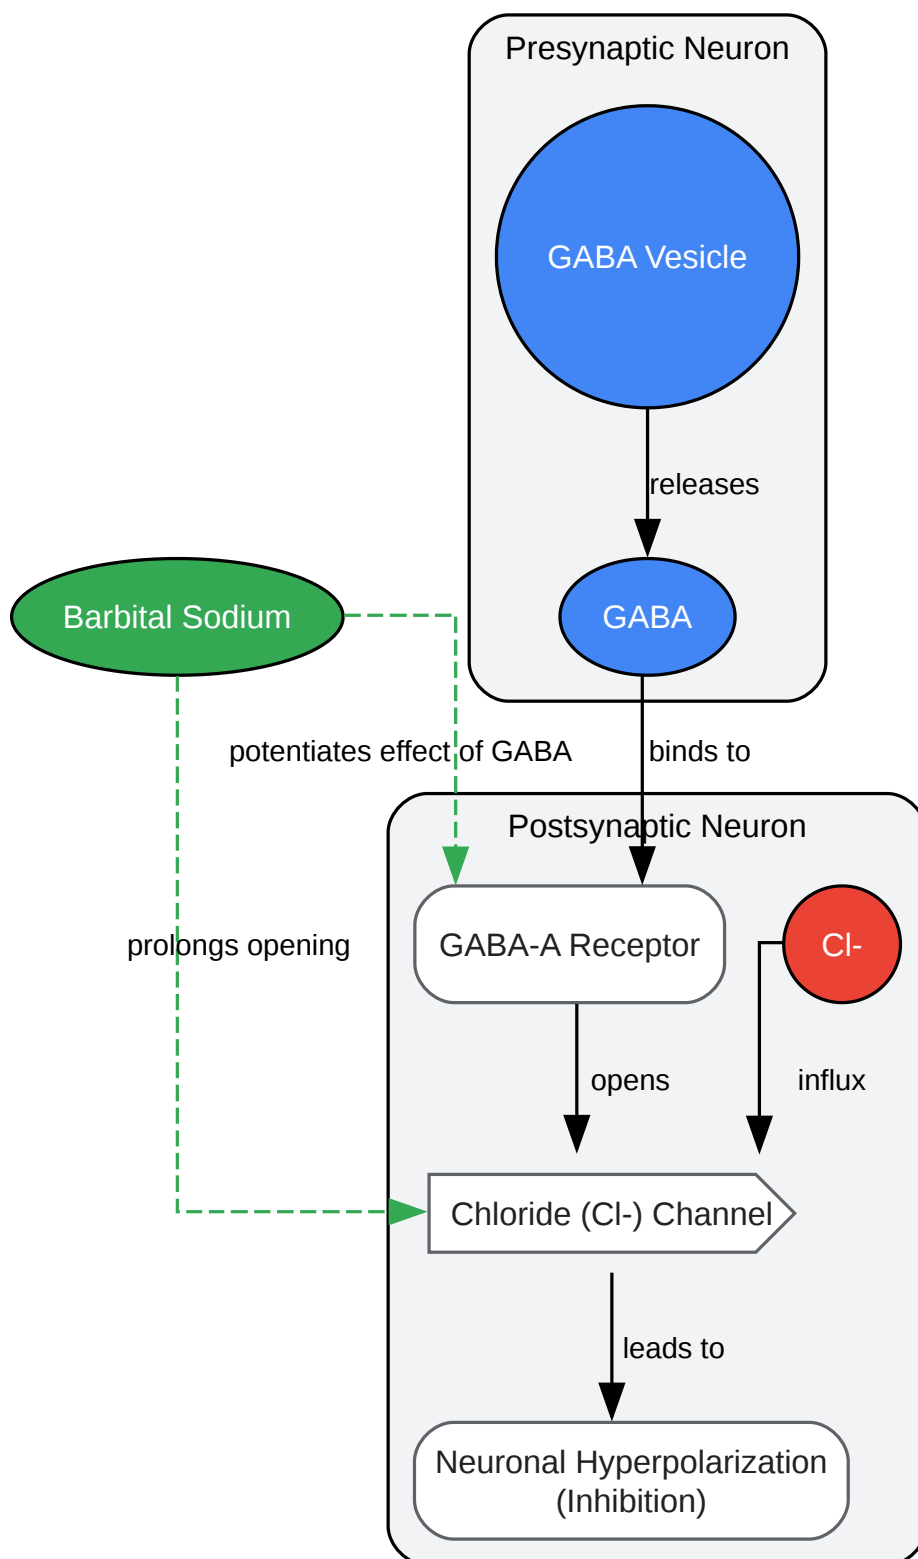 Presynaptic Neuron
GABA Vesicle
releases
Barbital Sodium
GABA
potentiates effect of GABA
binds to
Postsynaptic Neuron
prolongs opening
GABA-A Receptor
Cl-
opens
influx
Chloride (Cl-) Channel
leads to
Neuronal Hyperpolarization
(Inhibition)